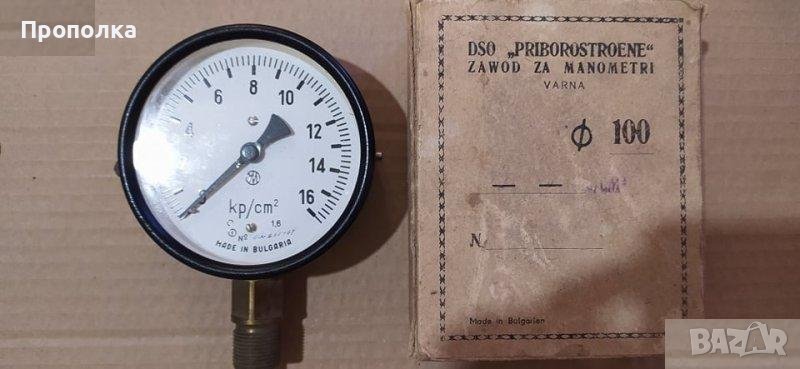 Прополка
4
6
8
10
12
14
16
kp/cm²
1,6
Nº
MADE IN BULGARIA
DSO „PRIBOROSTROENE“
ZAWOD ZA MANOMETRI
VARNA
ϕ 100
N
Made in Bulgarien
BAZAR